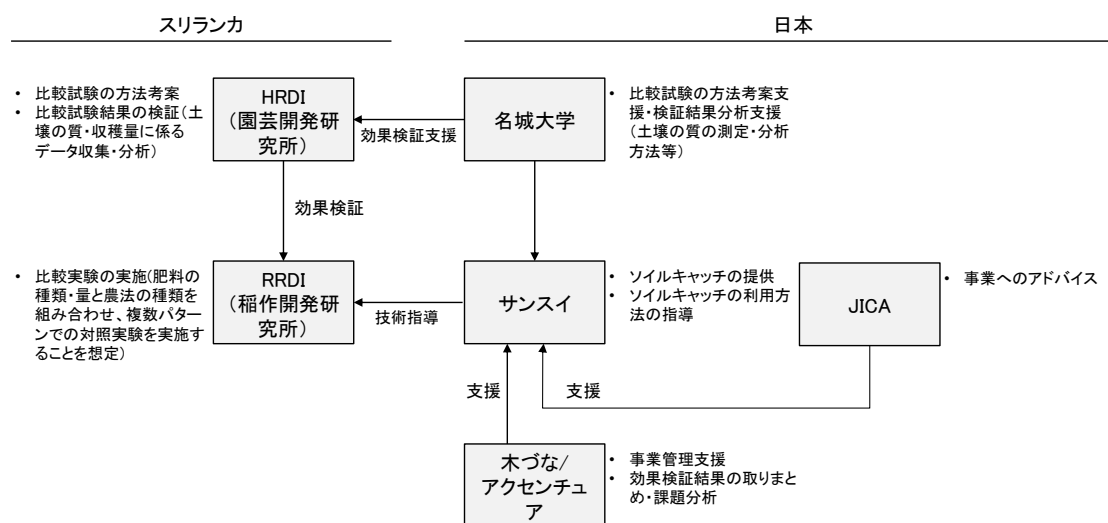 スリランカ
日本
• 比較試験の方法考案
• 比較試験結果の検証(土
壌の質・収穫量に係る
データ収集・分析)
HRDI
(園芸開発研
究所)
効果検証支援
名城大学
• 比較試験の方法考案支
援・検証結果分析支援
(土壌の質の測定・分析
方法等)
効果検証
• 比較実験の実施(肥料の
種類・量と農法の種類を
組み合わせ、複数パター
ンでの対照実験を実施す
ることを想定)
RRDI
(稲作開発研
究所)
技術指導
サンスイ
• ソイルキャッチの提供
• ソイルキャッチの利用方
法の指導
JICA
• 事業へのアドバイス
支援
支援
木づな/
アクセンチュ
ア
• 事業管理支援
• 効果検証結果の取りまと
め・課題分析